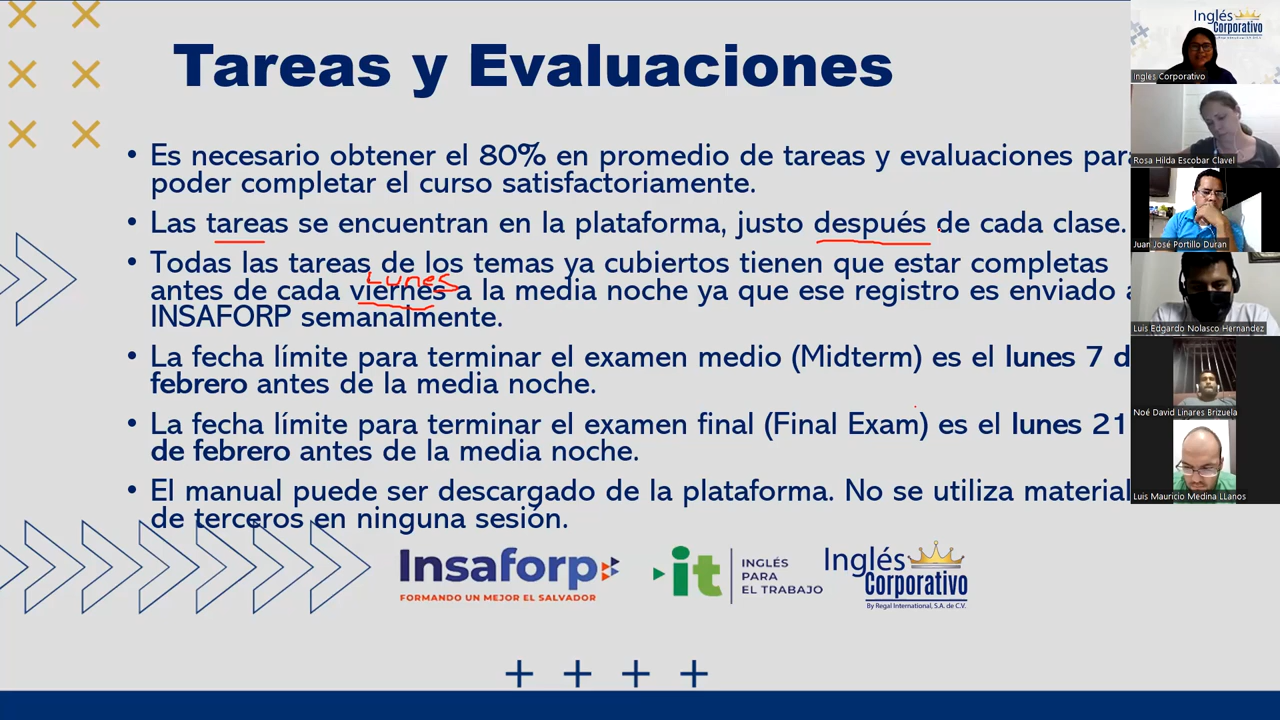 Tareas y Evaluaciones
• Es necesario obtener el 80% en promedio de tareas y evaluaciones para
poder completar el curso satisfactoriamente.
• Las tareas se encuentran en la plataforma, justo después de cada clase.
• Todas las tareas de los temas ya cubiertos tienen que estar completas
Lunes
antes de cada viernes a la media noche ya que ese registro es enviado a
INSAFORP semanalmente.
• La fecha límite para terminar el examen medio (Midterm) es el lunes 7 d
febrero antes de la media noche.
• La fecha límite para terminar el examen final (Final Exam) es el lunes 21
de febrero antes de la media noche.
• El manual puede ser descargado de la plataforma. No se utiliza material
de terceros en ninguna sesión.
Insaforp
FORMANDO UN MEJOR EL SALVADOR
it
INGLÉS
PARA
EL TRABAJO
Inglés
Corporativo
By Regal International, S.A. de C.V.
Inglés
Corporativo
Ingles Corporativo
Rosa Hilda Escobar Clavel
Juan José Portillo Duran
Luis Edgardo Nolasco Hernandez
Noé David Linares Brizuela
Luis Mauricio Medina LLanos